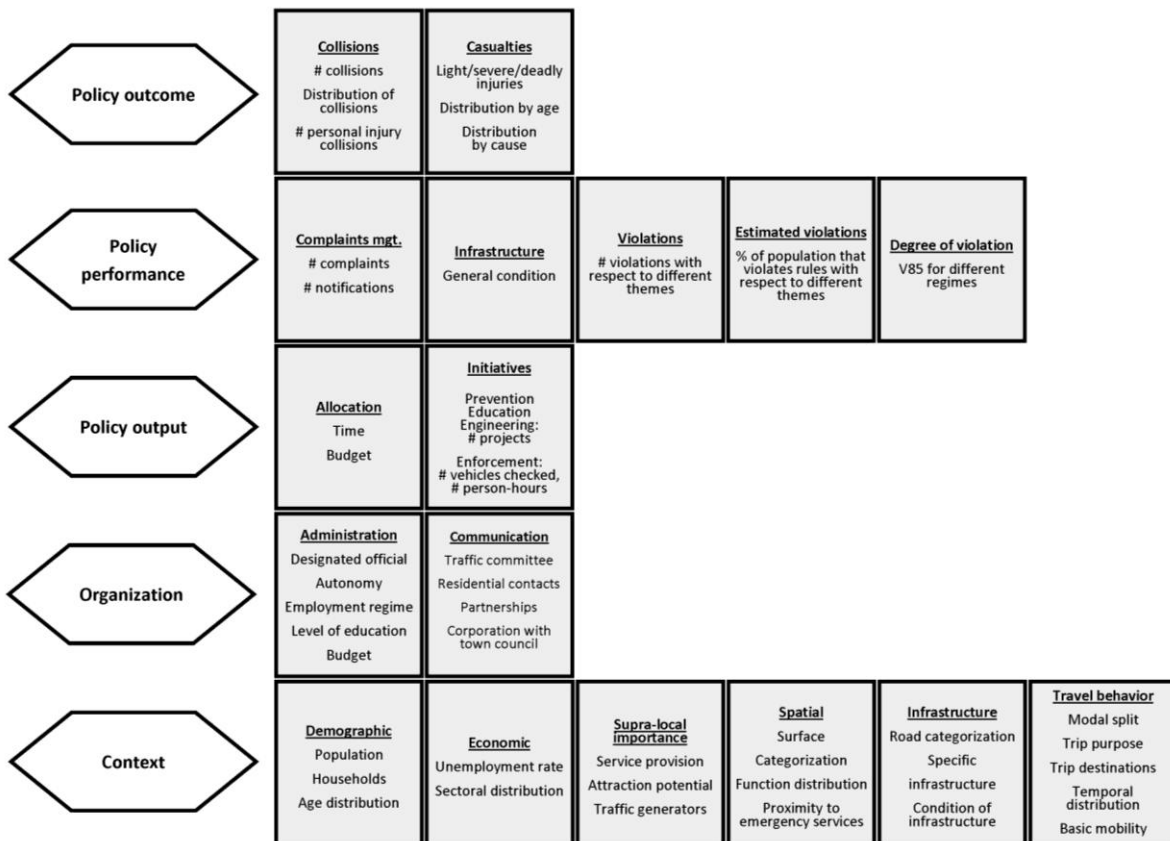 Policy outcome
Collisions
# collisions
Distribution of
collisions
# personal injury
collisions
Casualties
Light/severe/deadly
injuries
Distribution by age
Distribution
by cause
Policy
performance
Complaints mgt.
# complaints
# notifications
Infrastructure
General condition
Violations
# violations with
respect to different
themes
Estimated violations
% of population that
violates rules with
respect to different
themes
Degree of violation
V85 for different
regimes
Policy output
Allocation
Time
Budget
Initiatives
Prevention
Education
Engineering:
# projects
Enforcement:
# vehicles checked,
# person-hours
Organization
Administration
Designated official
Autonomy
Employment regime
Level of education
Budget
Communication
Traffic committee
Residential contacts
Partnerships
Corporation with
town council
Context
Demographic
Population
Households
Age distribution
Economic
Unemployment rate
Sectoral distribution
Supra-local
importance
Service provision
Attraction potential
Traffic generators
Spatial
Surface
Categorization
Function distribution
Proximity to
emergency services
Infrastructure
Road categorization
Specific
infrastructure
Condition of
infrastructure
Travel behavior
Modal split
Trip purpose
Trip destinations
Temporal
distribution
Basic mobility